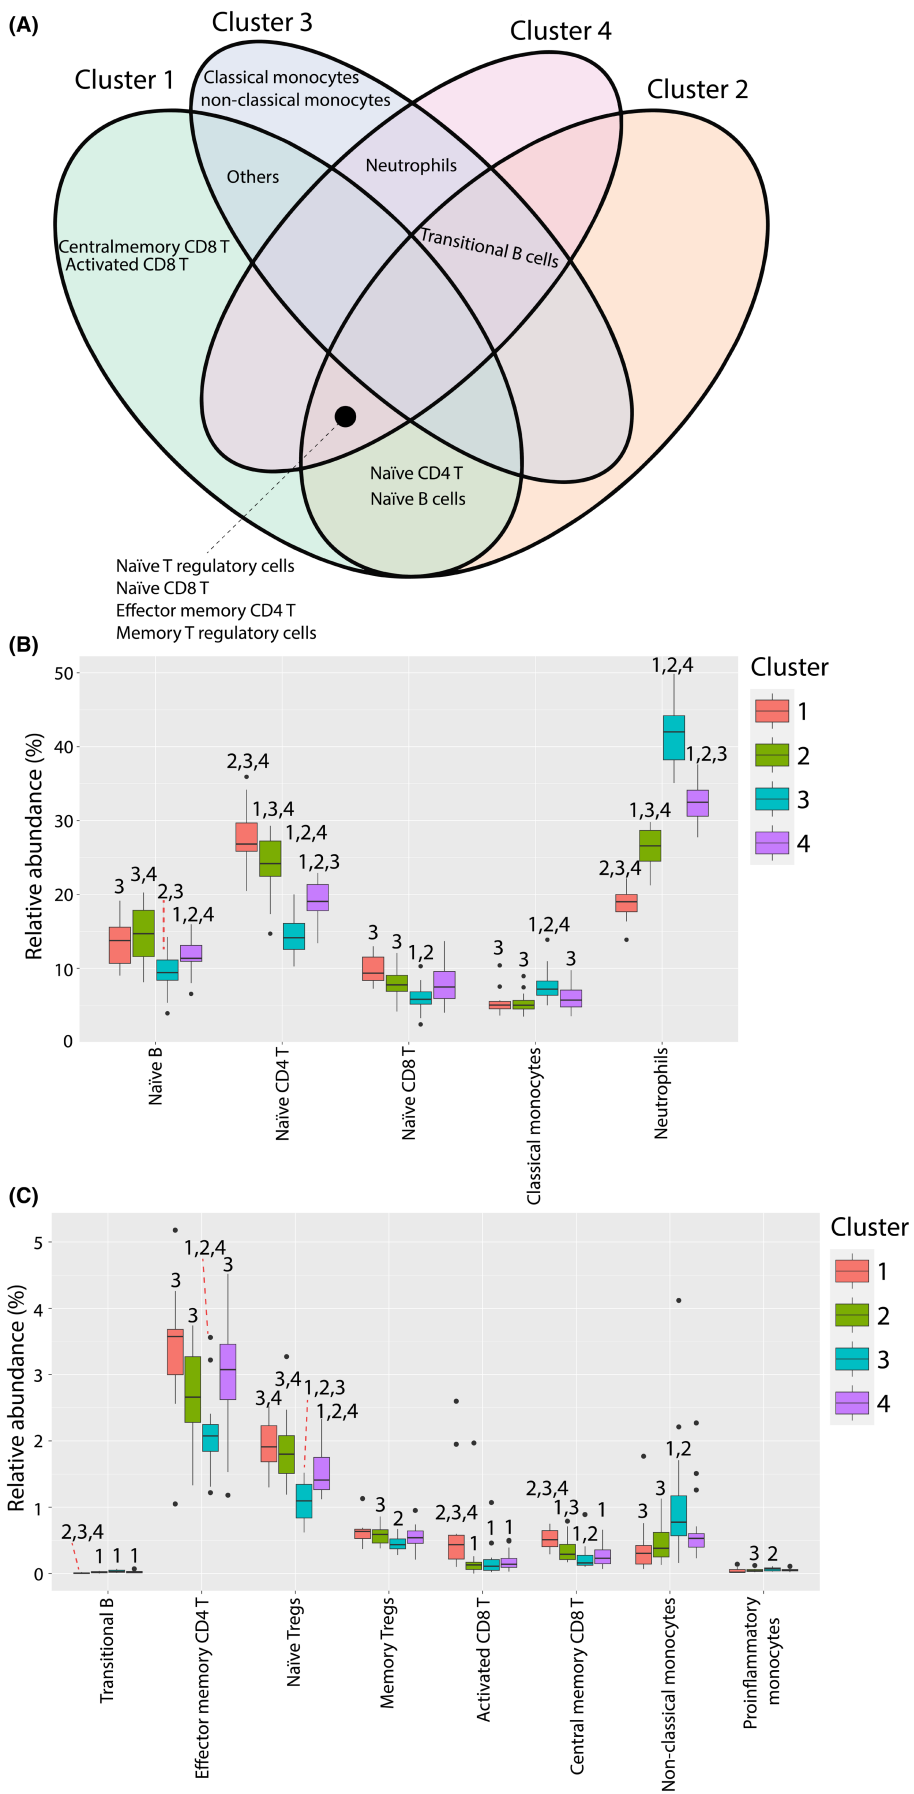 (A)
Cluster 3
Cluster 4
Cluster 1
Cluster 2
Classical monocytes
non-classical monocytes
Others
Neutrophils
Transitional B cells
Centralmemory CD8 T
Activated CD8 T
Naïve CD4 T
Naïve B cells
Naïve T regulatory cells
Naïve CD8 T
Effector memory CD4 T
Memory T regulatory cells
(B)
Relative abundance (%)
50
40
30
20
10
0
3
3,4
2,3
1,2,4
2,3,4
1,3,4
1,2,4
1,2,3
3
3
1,2
3
3
1,2,4
3
2,3,4
1,3,4
1,2,4
1,2,3
Naïve B
Naïve CD4 T
Naïve CD8 T
Classical monocytes
Neutrophils
Cluster
1
2
3
4
(C)
Relative abundance (%)
5
4
3
2
1
0
2,3,4
1
1
1
3
3
1,2,4
3
3,4
3,4
1,2,3
1,2,4
3
2
2,3,4
1
1
1
2,3,4
1,3
1,2
1
3
3
1,2
3
2
Transitional B
Effector memory CD4 T
Naïve Tregs
Memory Tregs
Activated CD8 T
Central memory CD8 T
Non-classical monocytes
Proinflammatory
monocytes
Cluster
1
2
3
4